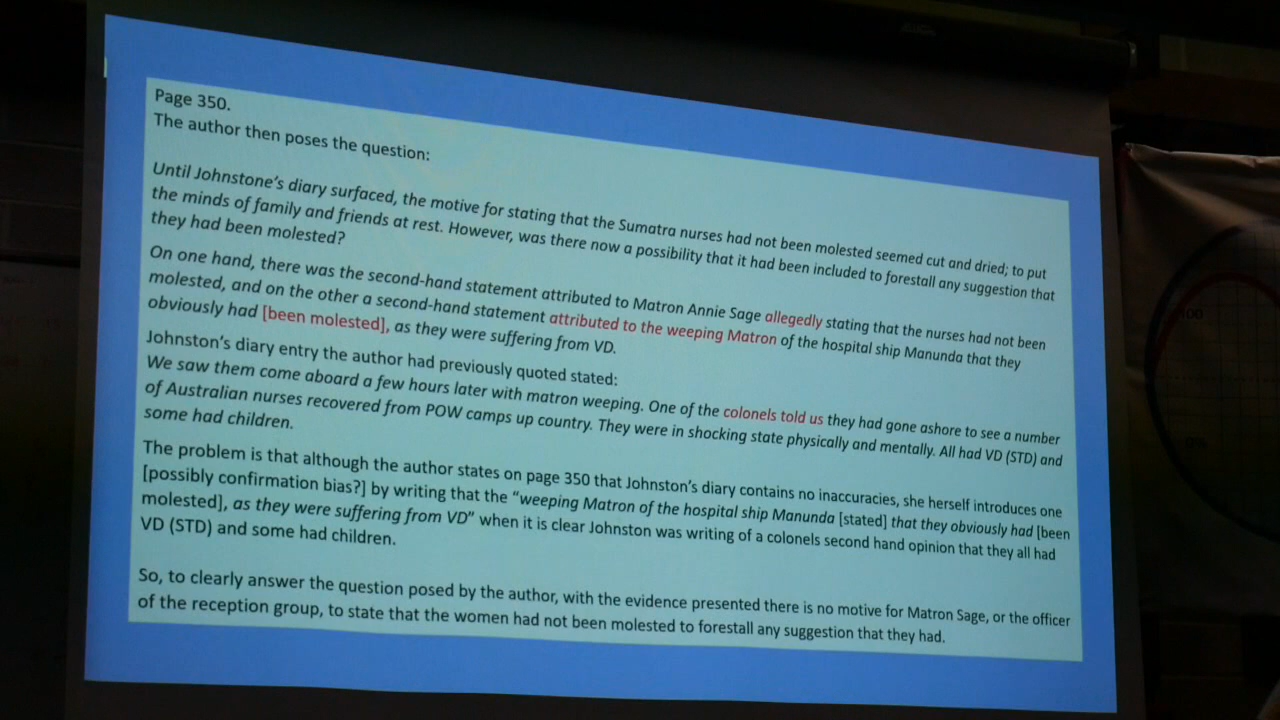 Page 350.
The author then poses the question:
Until Johnstone's diary surfaced, the motive for stating that the Sumatra nurses had not been molested seemed cut and dried; to put
the minds of family and friends at rest. However, was there now a possibility that it had been included to forestall any suggestion that
they had been molested?
On one hand, there was the second-hand statement attributed to Matron Annie Sage allegedly stating that the nurses had not been
molested, and on the other a second-hand statement attributed to the weeping Matron of the hospital ship Manunda that they
obviously had [been molested], as they were suffering from VD.
Johnston's diary entry the author had previously quoted stated:
We saw them come aboard a few hours later with matron weeping. One of the colonels told us they had gone ashore to see a number
of Australian nurses recovered from POW camps up country. They were in shocking state physically and mentally. All had VD (STD) and
some had children.
The problem is that although the author states on page 350 that Johnston's diary contains no inaccuracies, she herself introduces one
[possibly confirmation bias?] by writing that the "weeping Matron of the hospital ship Manunda [stated] that they obviously had [been
molested], as they were suffering from VD" when it is clear Johnston was writing of a colonels second hand opinion that they all had
VD (STD) and some had children.
So, to clearly answer the question posed by the author, with the evidence presented there is no motive for Matron Sage, or the officer
of the reception group, to state that the women had not been molested to forestall any suggestion that they had.